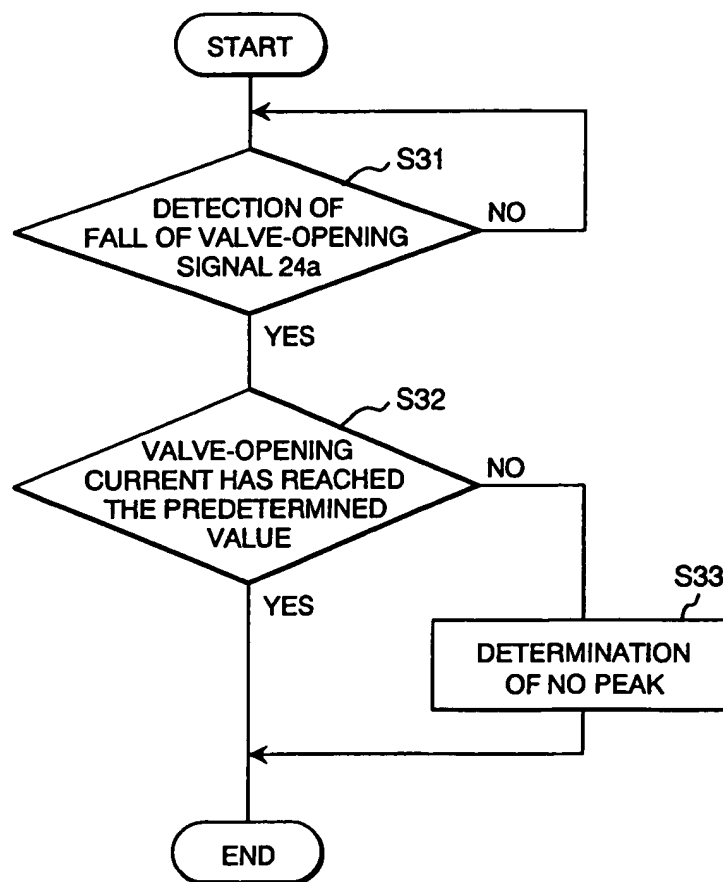 START
S31
DETECTION OF
FALL OF VALVE-OPENING
SIGNAL 24a
NO
YES
S32
VALVE-OPENING
CURRENT HAS REACHED
THE PREDETERMINED
VALUE
NO
YES
S33
DETERMINATION
OF NO PEAK
END